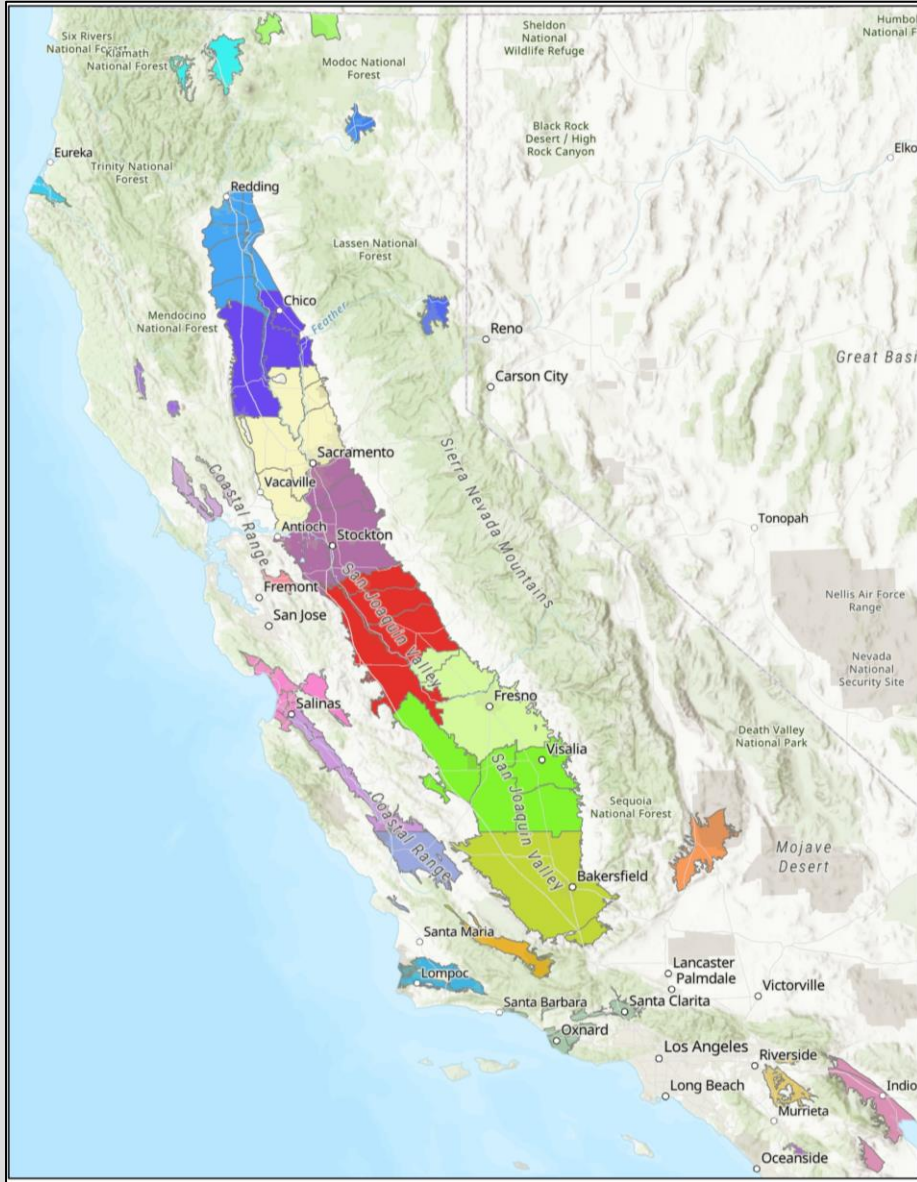 Six Rivers
National Forest
Klamath
National Forest
Sheldon
National
Wildlife Refuge
Humbol
National F
Modoc National
Forest
Black Rock
Desert / High
Rock Canyon
Elko
Eureka
Trinity National
Forest
Redding
Lassen National
Forest
Chico
Mendocino
National Forest
Feather
Reno
Great Basi
Carson City
Sierra Nevada Mountains
Sacramento
Coastal Range
Vacaville
Tonopah
Antioch
Stockton
San Joaquin Valley
Fremont
San Jose
Nellis Air Force
Range
Nevada
National
Security Site
Fresno
Salinas
Death Valley
National Park
Visalia
San Joaquin Valley
Coastal Range
Sequoia
National Forest
Mojave
Desert
Bakersfield
Santa Maria
Lompoc
Lancaster
Palmdale
Victorville
Santa Barbara
Santa Clarita
Oxnard
Los Angeles
Riverside
Long Beach
Indio
Murrieta
Oceanside